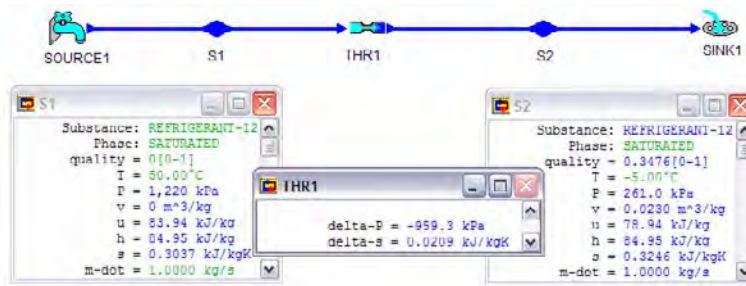 SOURCE1
S1
THR1
S2
SINK1
S1
Substance: REFRIGERANT-12
Phase: SATURATED
quality = 0[0-1]
T = 50.00°C
P = 1,220 kPa
v = 0 m^3/kg
u = 83.94 kJ/kg
h = 84.95 kJ/kg
s = 0.3037 kJ/kgK
m-dot = 1.0000 kg/s
THR1
delta-P = -959.3 kPa
delta-s = 0.0209 kJ/kgK
S2
Substance: REFRIGERANT-12
Phase: SATURATED
quality = 0.3476[0-1]
T = -5.00°C
P = 261.0 kPa
v = 0.0230 m^3/kg
u = 78.94 kJ/kg
h = 84.95 kJ/kg
s = 0.3246 kJ/kgK
m-dot = 1.0000 kg/s